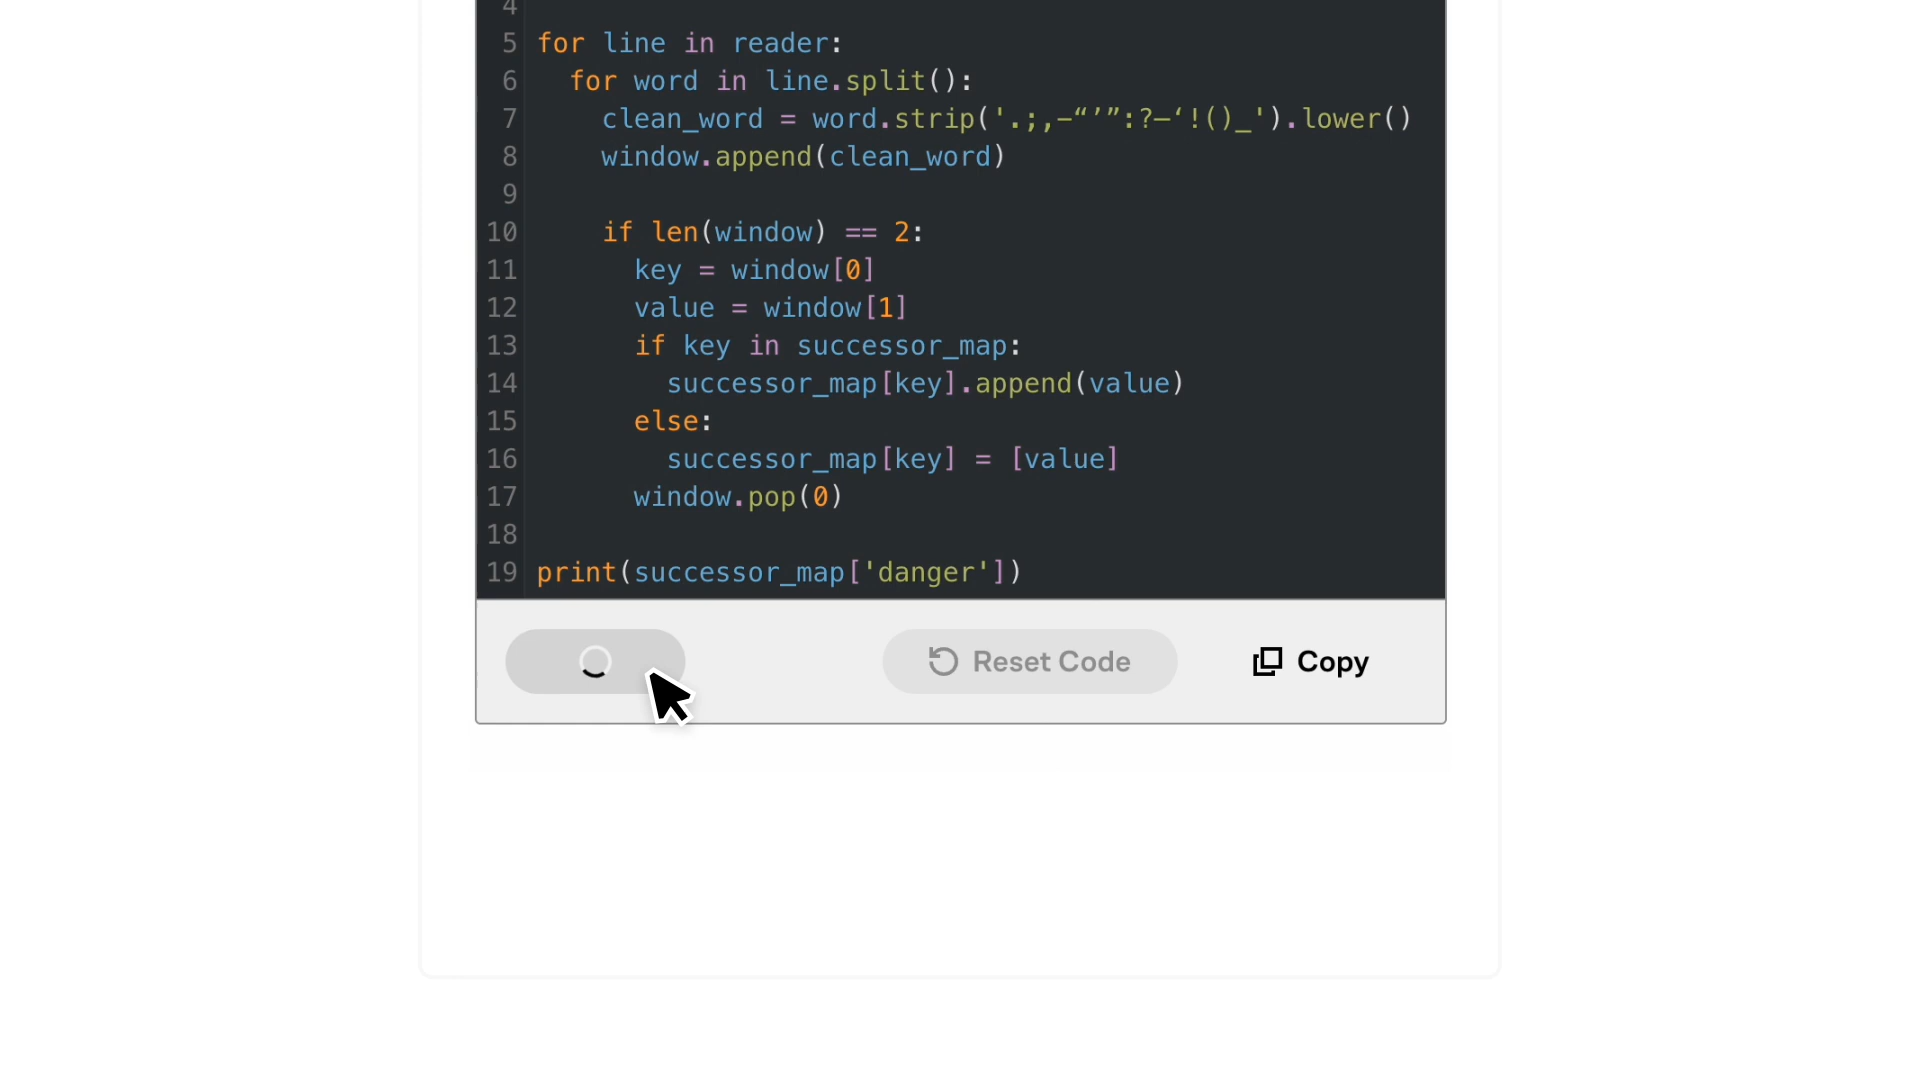 4
5 for line in reader:
6   for word in line.split():
7     clean_word = word.strip('.;,—“’”:?—‘!()_').lower()
8     window.append(clean_word)
9
10     if len(window) == 2:
11       key = window[0]
12       value = window[1]
13       if key in successor_map:
14         successor_map[key].append(value)
15       else:
16         successor_map[key] = [value]
17       window.pop(0)
18
19 print(successor_map['danger'])
Reset Code Copy